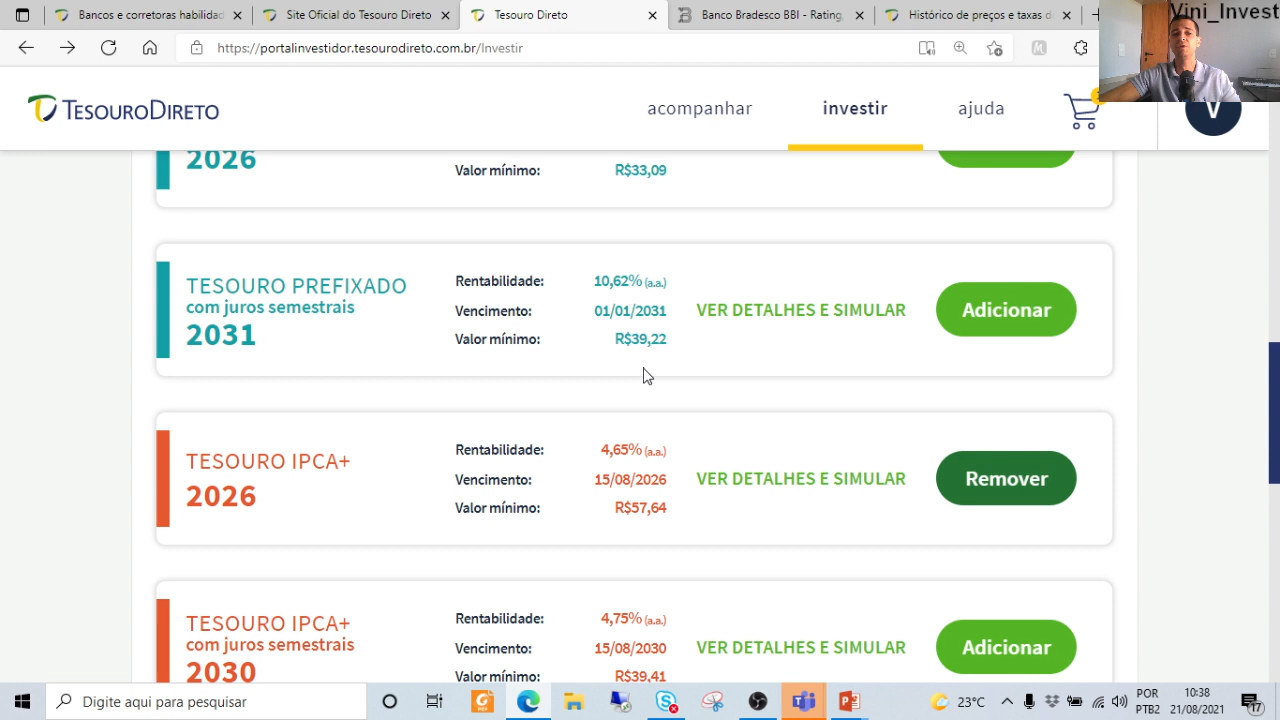 Site Oficial do Tesouro
Tesouro Direto
Banco Bradesco BBI - Rating,
Histórico de preços e taxas
Vini_Invest
https://portalinvestidor.tesourodireto.com.br/Investir
TESOURODIRETO
acompanhar
investir
ajuda
V
2026
Valor mínimo: R$33,09
TESOURO PREFIXADO
com juros semestrais
2031
Rentabilidade: 10,62% (a.a.)
Vencimento: 01/01/2031
Valor mínimo: R$39,22
VER DETALHES E SIMULAR
Adicionar
TESOURO IPCA+
2026
Rentabilidade: 4,65% (a.a.)
Vencimento: 15/08/2026
Valor mínimo: R$57,64
VER DETALHES E SIMULAR
Remover
TESOURO IPCA+
com juros semestrais
2030
Rentabilidade: 4,75% (a.a.)
Vencimento: 15/08/2030
Valor mínimo: R$39,41
VER DETALHES E SIMULAR
Adicionar
Digite aqui para pesquisar
23°C
POR
PTB2
10:38
21/08/2021
17